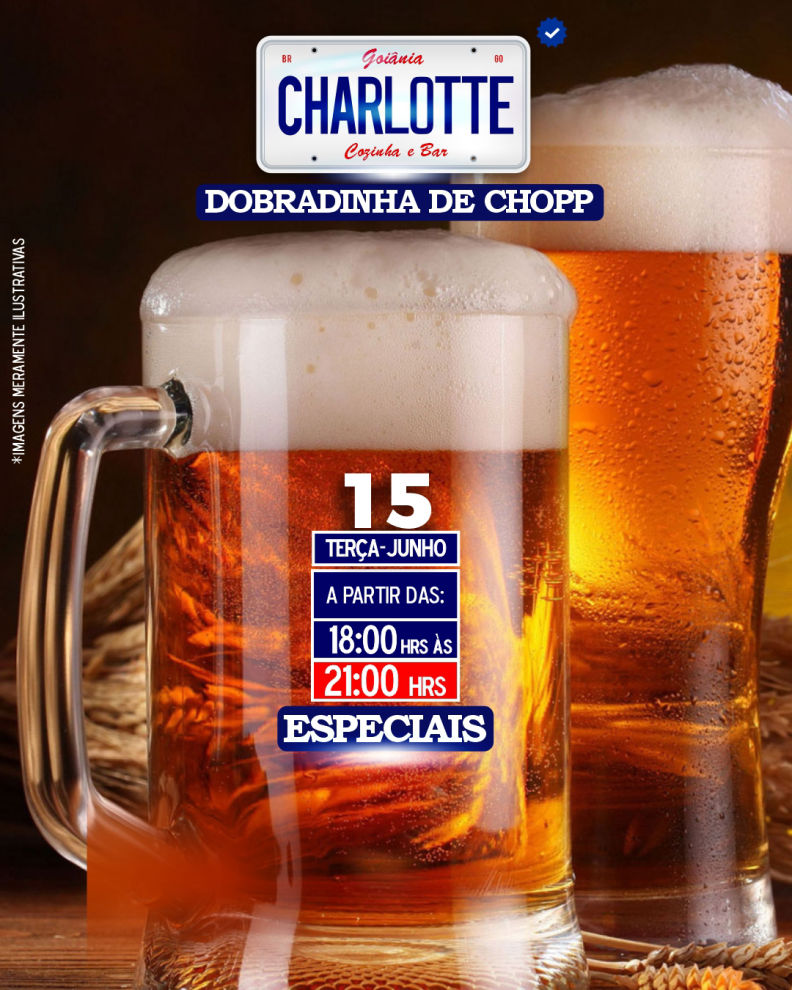 BR Goiânia GO
CHARLOTTE
Cozinha e Bar
DOBRADINHA DE CHOPP
*IMAGENS MERAMENTE ILUSTRATIVAS
15
TERÇA-JUNHO
A PARTIR DAS:
18:00 HRS ÀS
21:00 HRS
ESPECIAIS